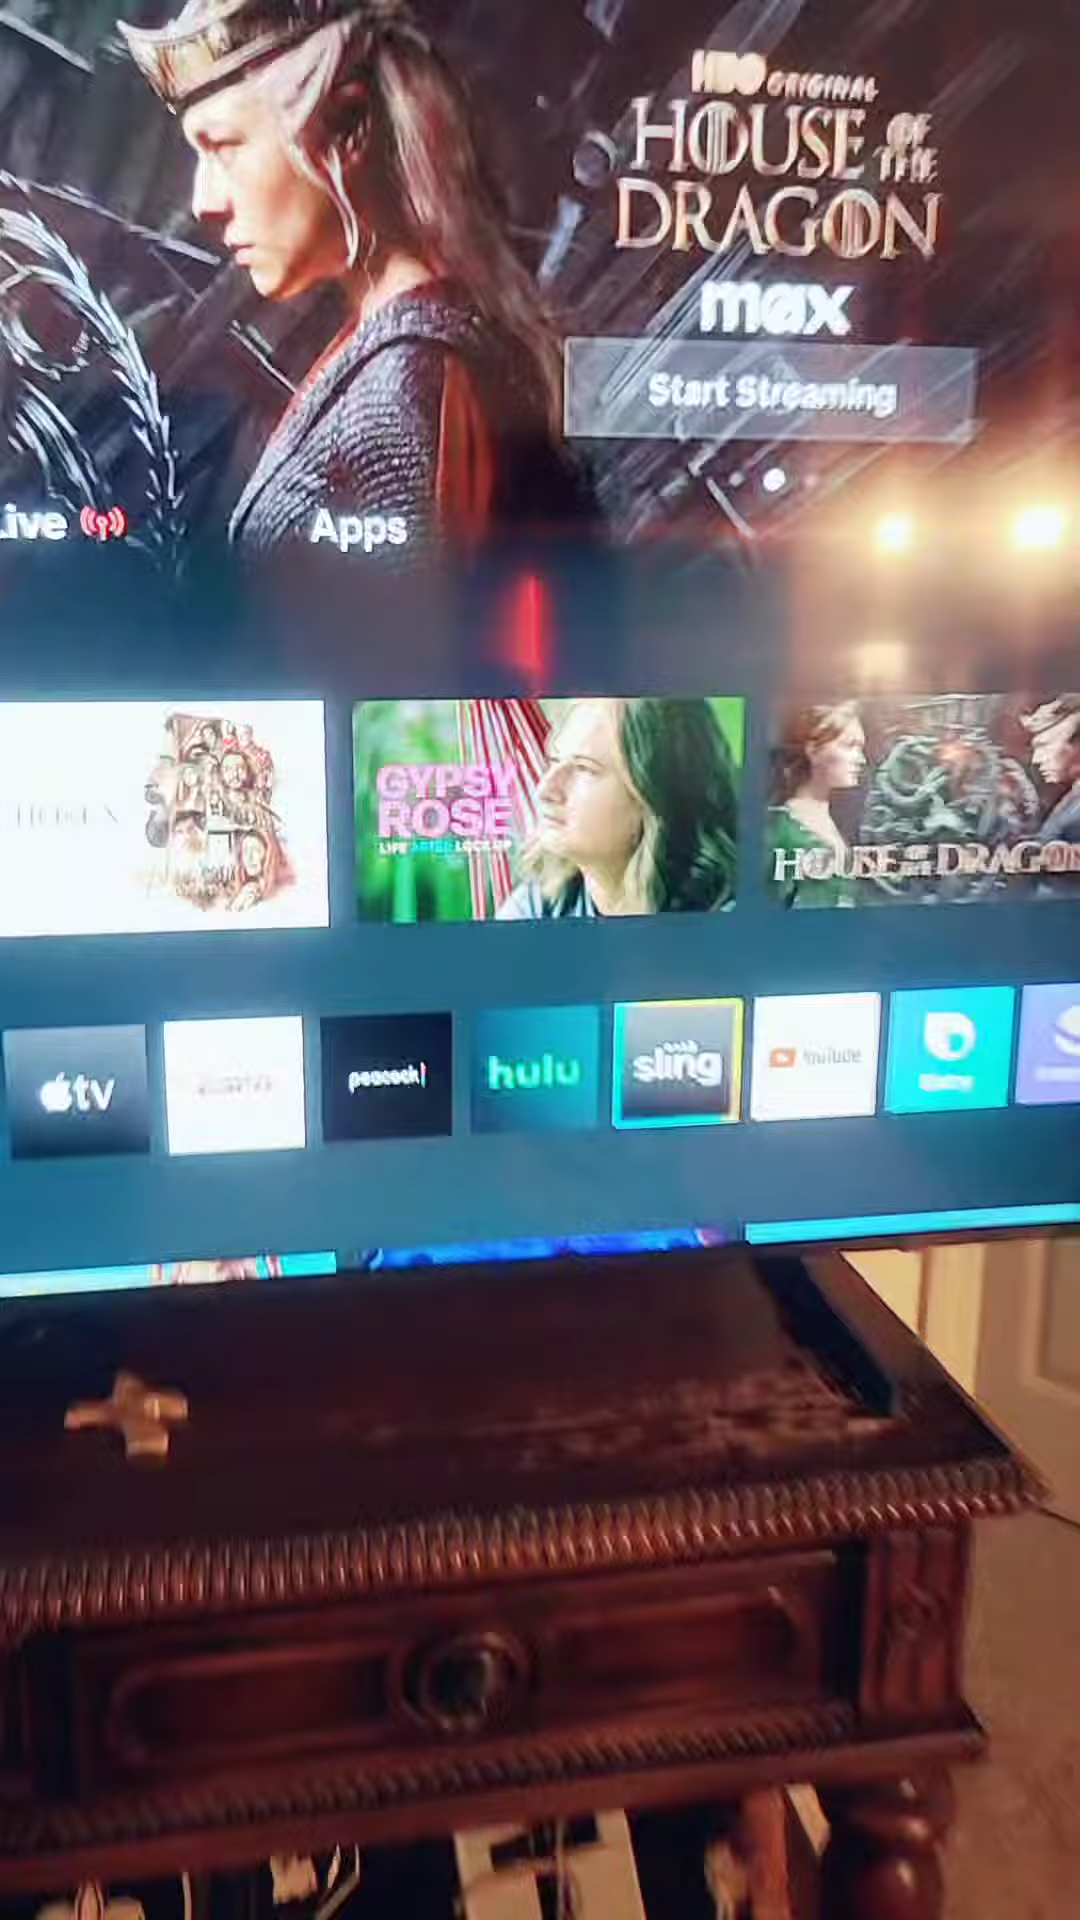 HBO ORIGINAL
HOUSE OF THE
DRAGON
max
Start Streaming
Live
Apps
GYPSY
ROSE
LIFE AFTER LOCK UP
HOUSE OF THE DRAGON
tv
peacock
hulu
sling
YouTube